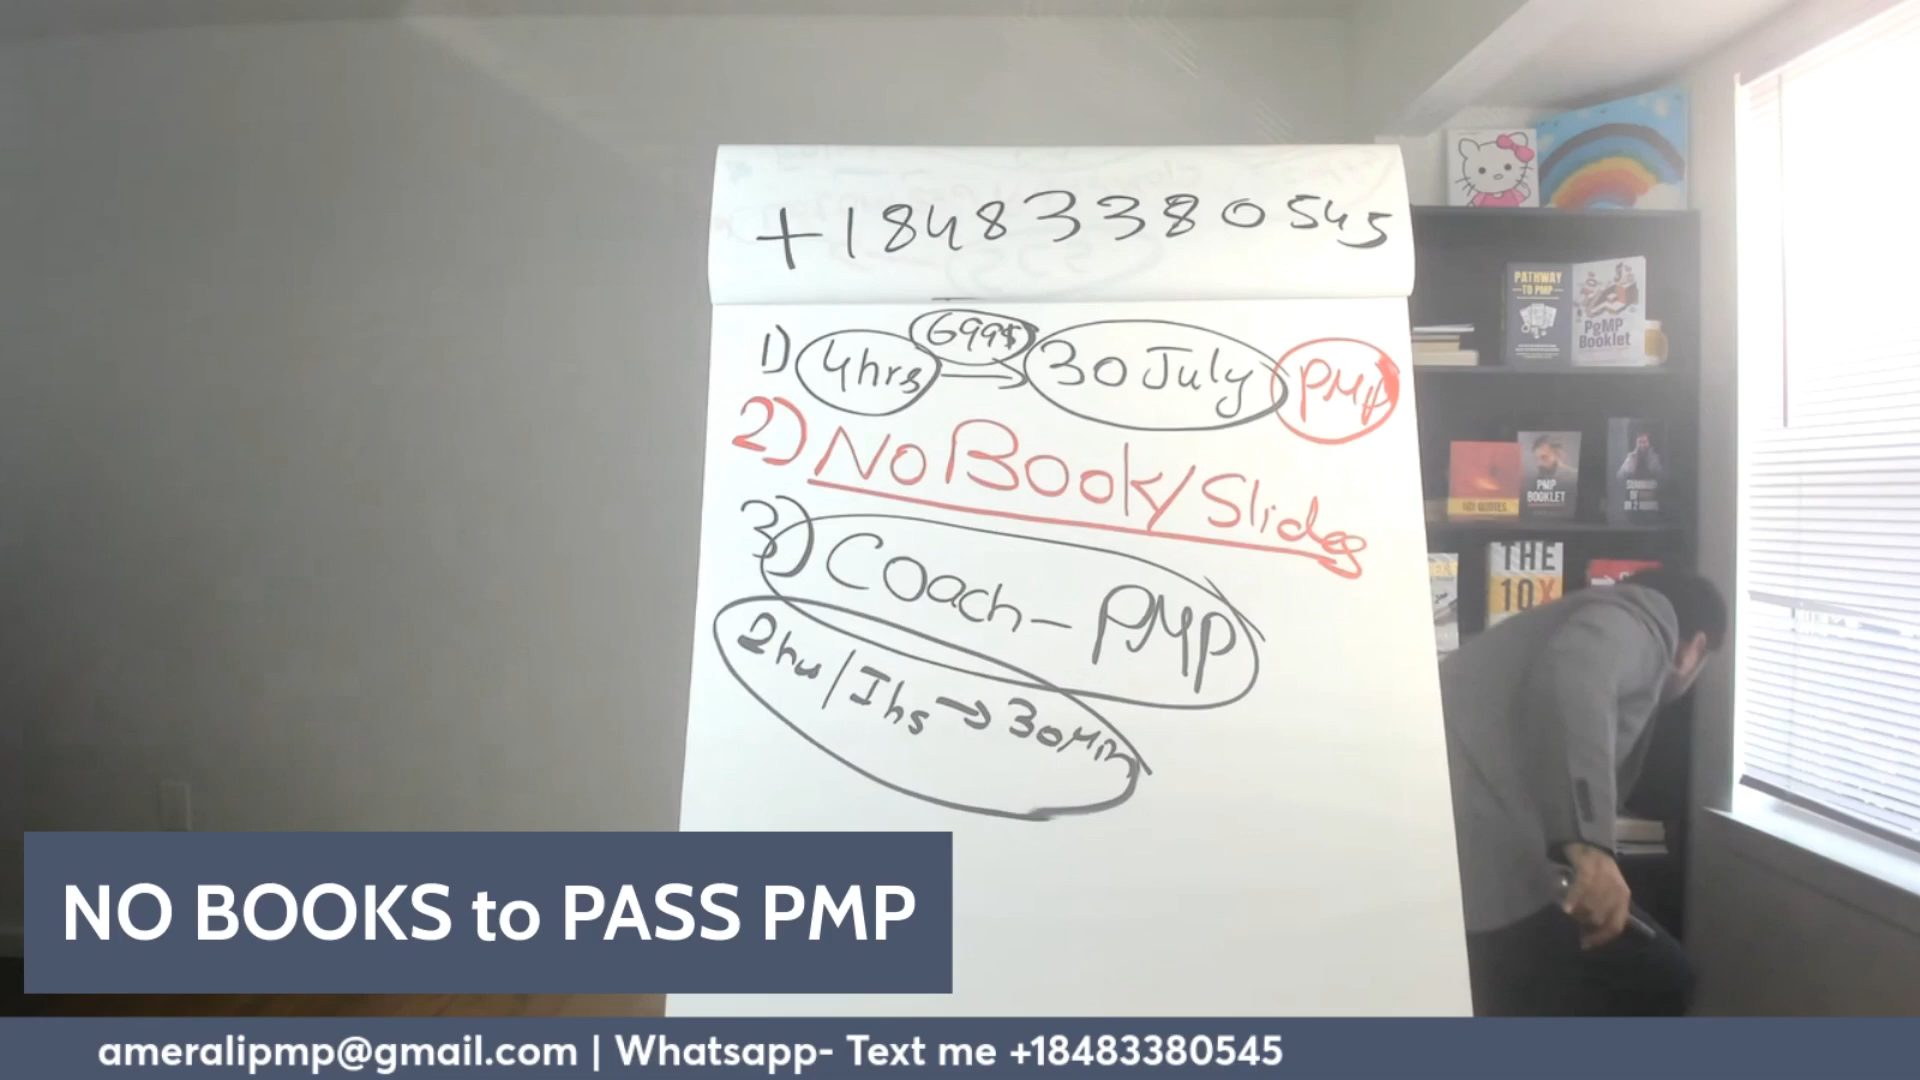 +18483380545
1) 4hrs → 699$ 30 July PMP
2) No Book/Slides
3) Coach - PMP
2hrs/1hs → 30Min
PATHWAY
TO PMP
PgMP
Booklet
PMP
BOOKLET
THE
10X
NO BOOKS to PASS PMP
ameralipmp@gmail.com | Whatsapp- Text me +18483380545